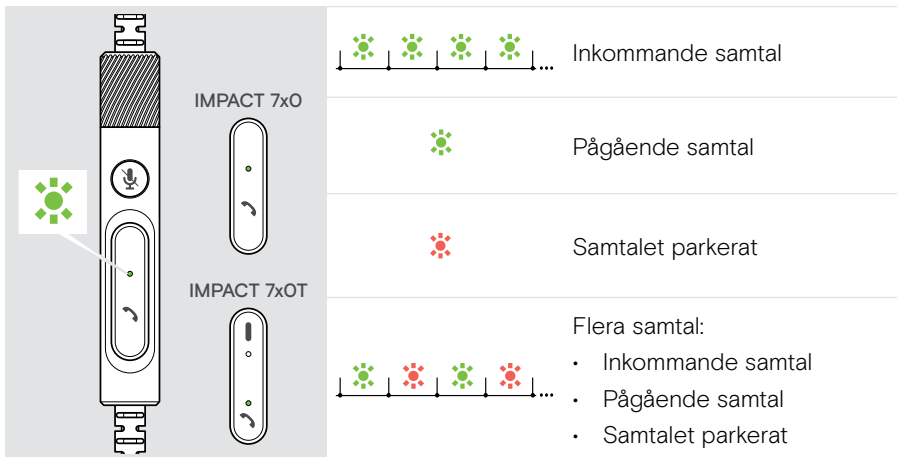 IMPACT 7x0
IMPACT 7x0T
Inkommande samtal
Pågående samtal
Samtalet parkerat
Flera samtal:
• Inkommande samtal
• Pågående samtal
• Samtalet parkerat